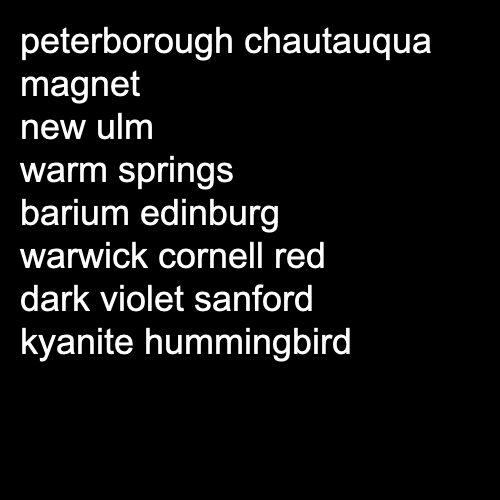 peterborough chautauqua
magnet
new ulm
warm springs
barium edinburg
warwick cornell red
dark violet sanford
kyanite hummingbird